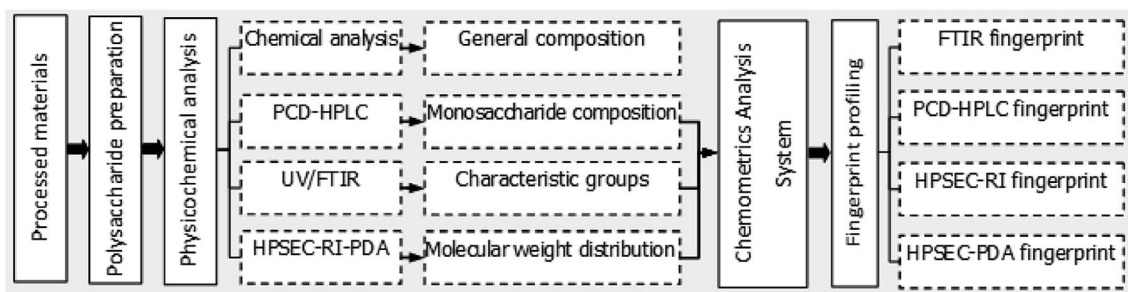 Processed materials
Polysaccharide preparation
Physicochemical analysis
Chemical analysis
General composition
PCD-HPLC
Monosaccharide composition
UV/FTIR
Characteristic groups
HPSEC-RI-PDA
Molecular weight distribution
Chemometrics Analysis
System
Fingerprint profiling
FTIR fingerprint
PCD-HPLC fingerprint
HPSEC-RI fingerprint
HPSEC-PDA fingerprint